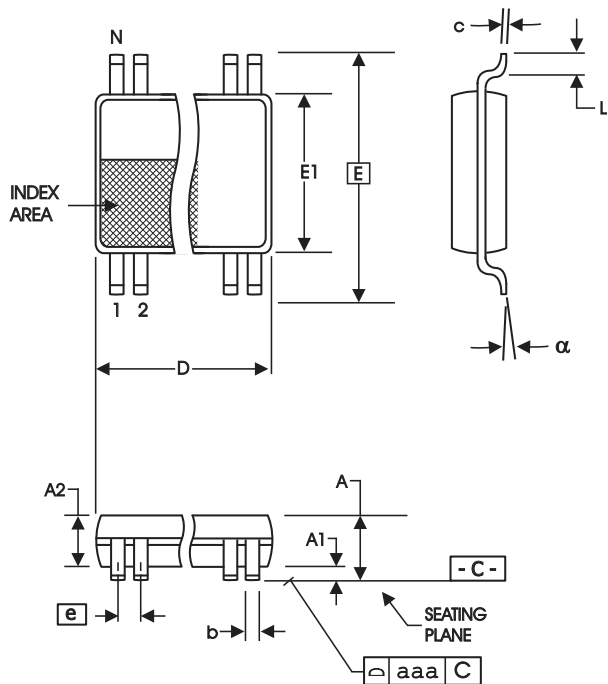 N
c
L
E1
E
INDEX
AREA
1 2
α
D
A2
A
A1
- C -
e
b
SEATING
PLANE
D aaa C